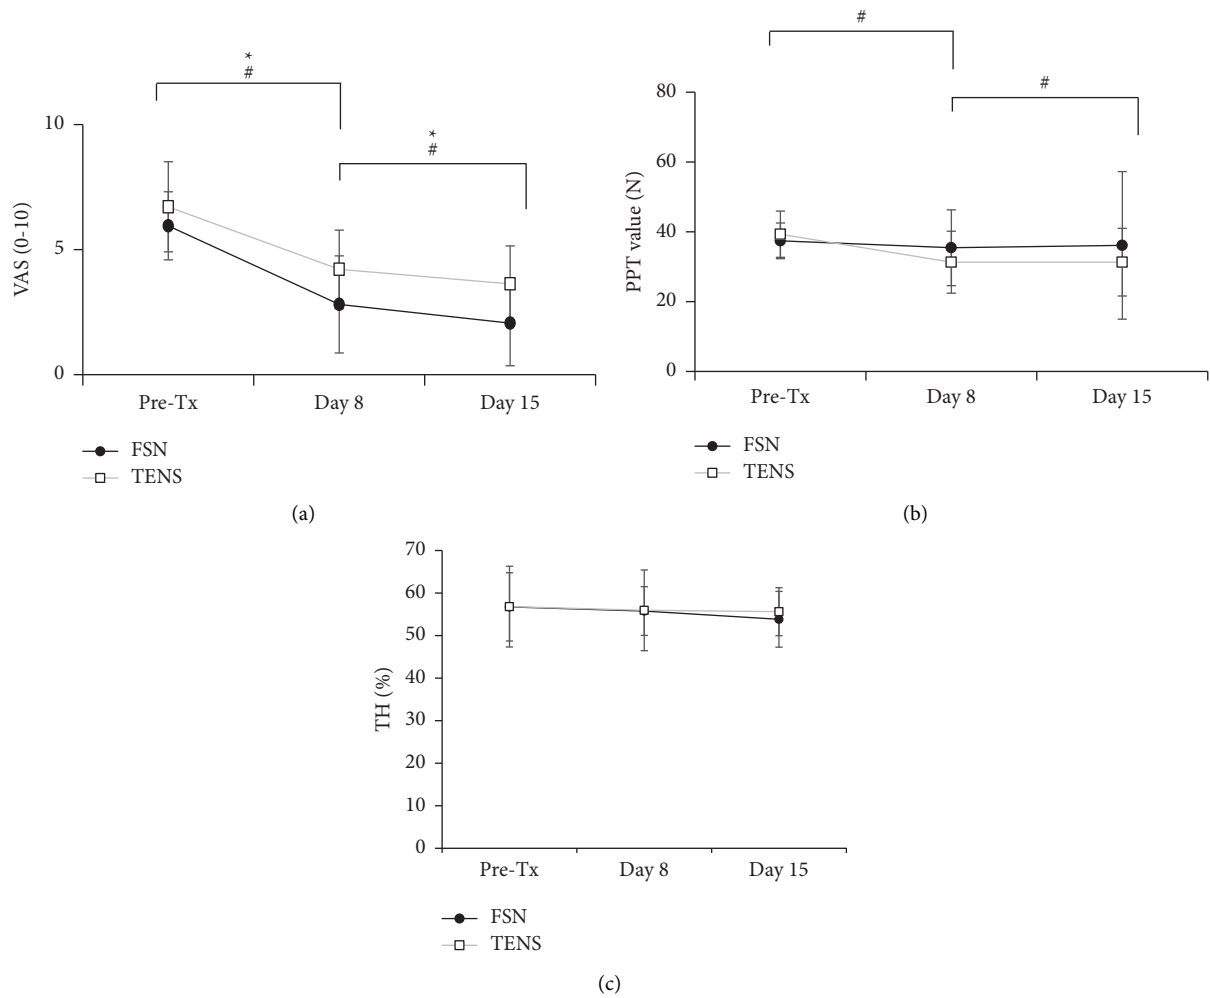 *
#
*
#
10
5
0
VAS (0-10)
Pre-Tx Day 8 Day 15
FSN
TENS
(a)
#
#
80
60
40
20
0
PPT value (N)
Pre-Tx Day 8 Day 15
FSN
TENS
(b)
70
60
50
40
30
20
10
0
TH (%)
Pre-Tx Day 8 Day 15
FSN
TENS
(c)